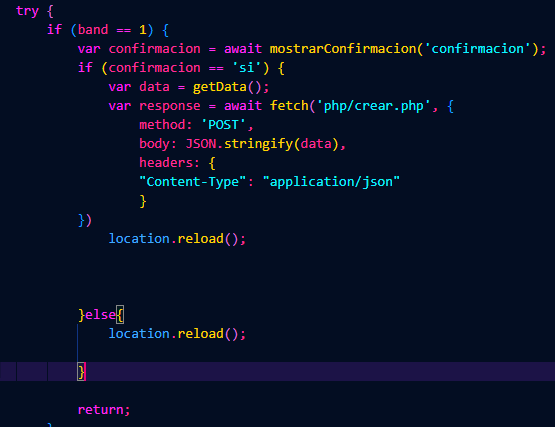 try {
if (band == 1) {
var confirmacion = await mostrarConfirmacion('confirmacion');
if (confirmacion == 'si') {
var data = getData();
var response = await fetch('php/crear.php', {
method: 'POST',
body: JSON.stringify(data),
headers: {
"Content-Type": "application/json"
}
})
location.reload();
}else{
location.reload();
}
return;